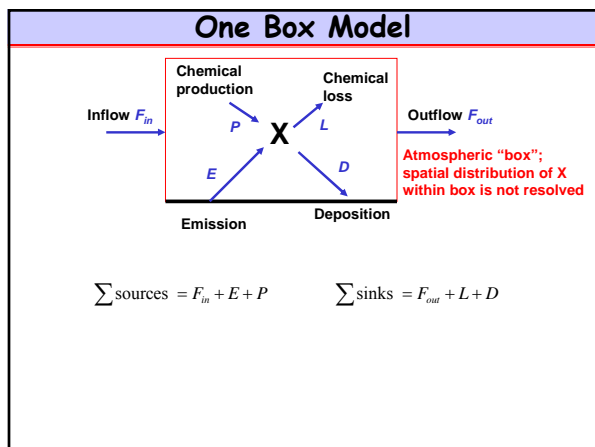 One Box Model
Chemical
production
Chemical
loss
Inflow F_in
Outflow F_out
P
L
X
E
D
Atmospheric “box”;
spatial distribution of X
within box is not resolved
Emission
Deposition
∑ sources = F_in + E + P
∑ sinks = F_out + L + D